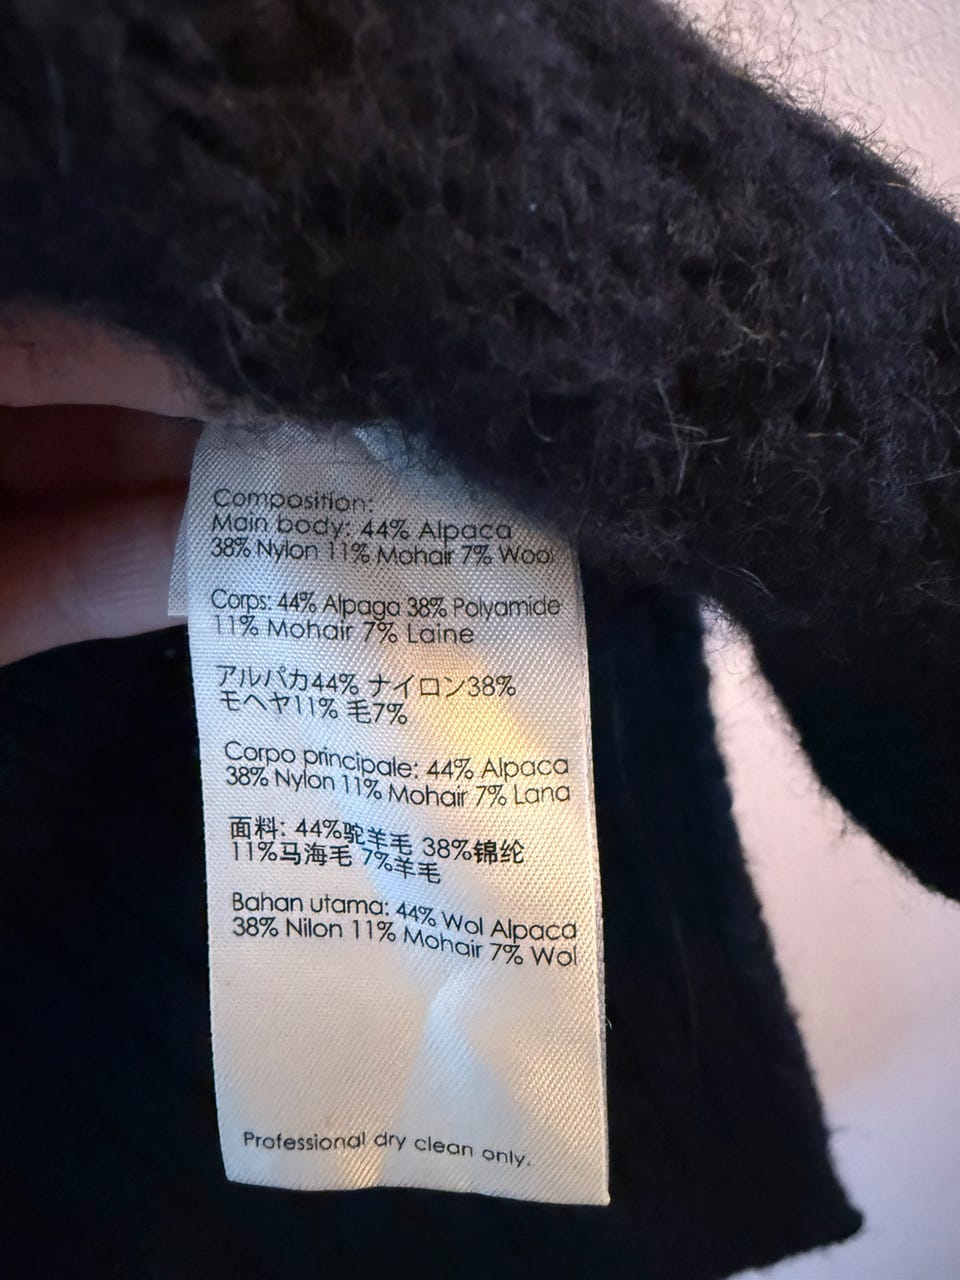 Composition:
Main body: 44% Alpaca
38% Nylon 11% Mohair 7% Wool
Corps: 44% Alpaga 38% Polyamide
11% Mohair 7% Laine
アルパカ44% ナイロン38%
モヘヤ11% 毛7%
Corpo principale: 44% Alpaca
38% Nylon 11% Mohair 7% Lana
面料: 44%驼羊毛 38%锦纶
11%马海毛 7%羊毛
Bahan utama: 44% Wol Alpaca
38% Nilon 11% Mohair 7% Wol
Professional dry clean only.